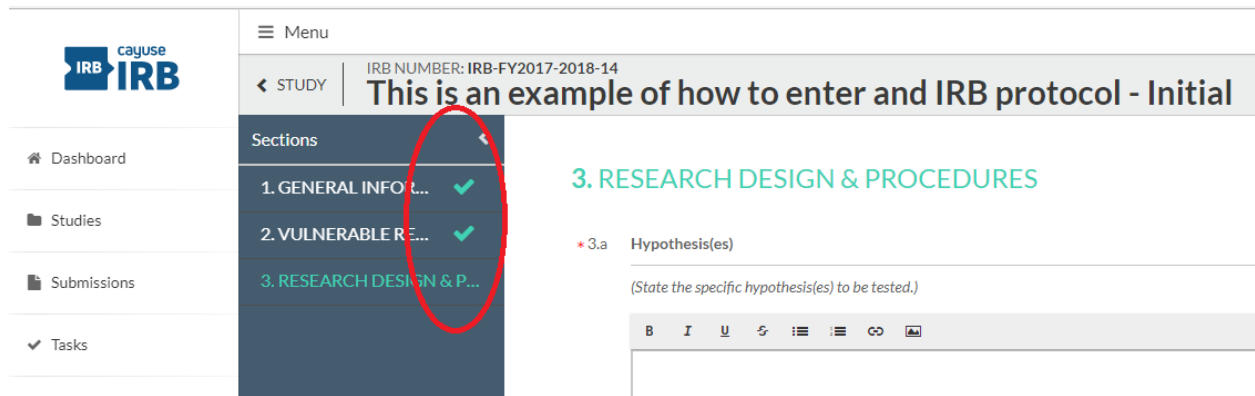 cayuse
IRB IRB
Dashboard
Studies
Submissions
Tasks
Menu
STUDY
IRB NUMBER: IRB-FY2017-2018-14
This is an example of how to enter and IRB protocol - Initial
Sections
1. GENERAL INFOR...
2. VULNERABLE RE...
3. RESEARCH DESIGN & P...
3. RESEARCH DESIGN & PROCEDURES
* 3.a Hypothesis(es)
(State the specific hypothesis(es) to be tested.)
B I U S